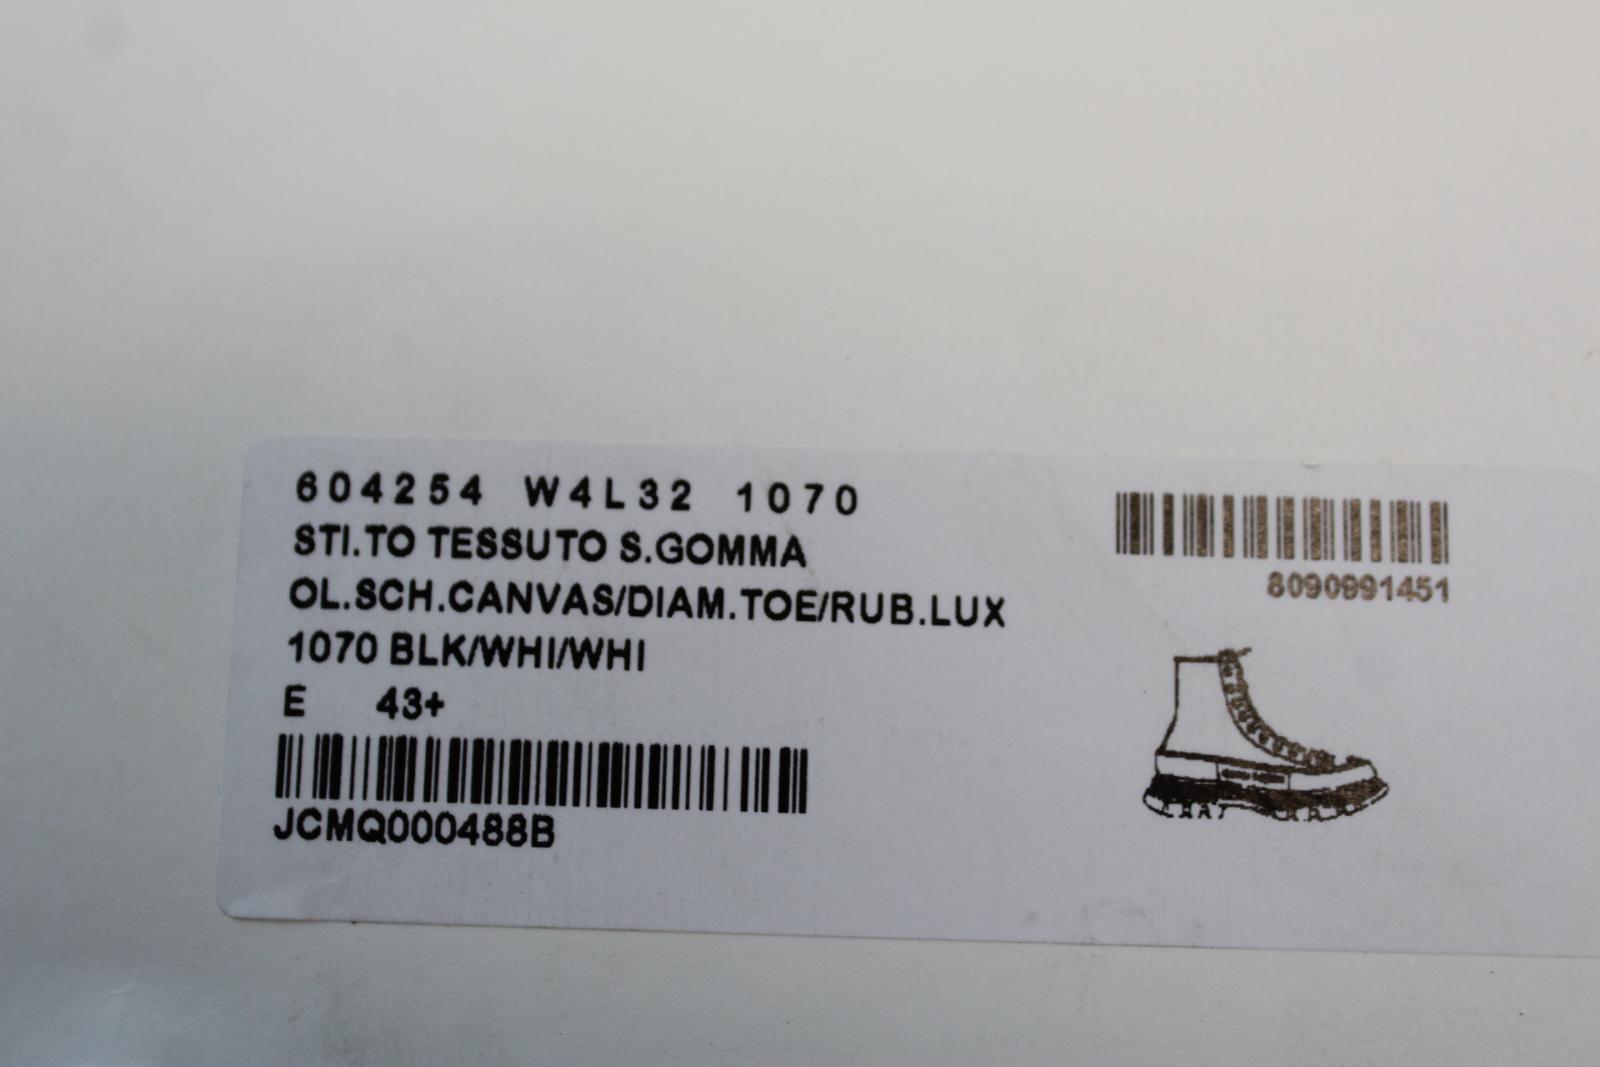 604254 W4L32 1070
STI.TO TESSUTO S.GOMMA
OL.SCH.CANVAS/DIAM.TOE/RUB.LUX
1070 BLK/WHI/WHI
E 43+
JCMQ000488B
8090991451